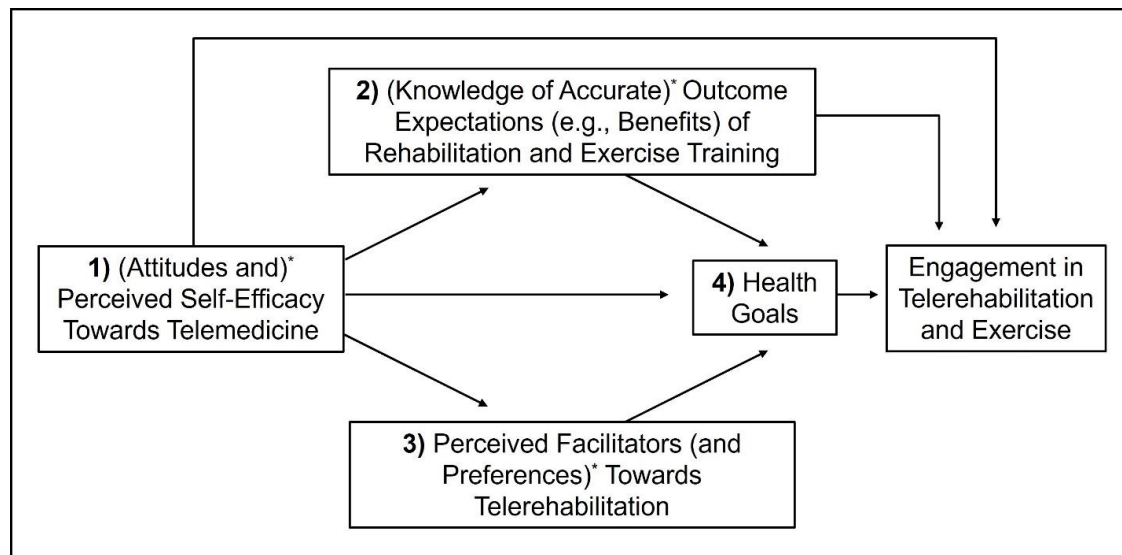 2) (Knowledge of Accurate)* Outcome
Expectations (e.g., Benefits) of
Rehabilitation and Exercise Training
1) (Attitudes and)*
Perceived Self-Efficacy
Towards Telemedicine
4) Health
Goals
Engagement in
Telerehabilitation
and Exercise
3) Perceived Facilitators (and
Preferences)* Towards
Telerehabilitation